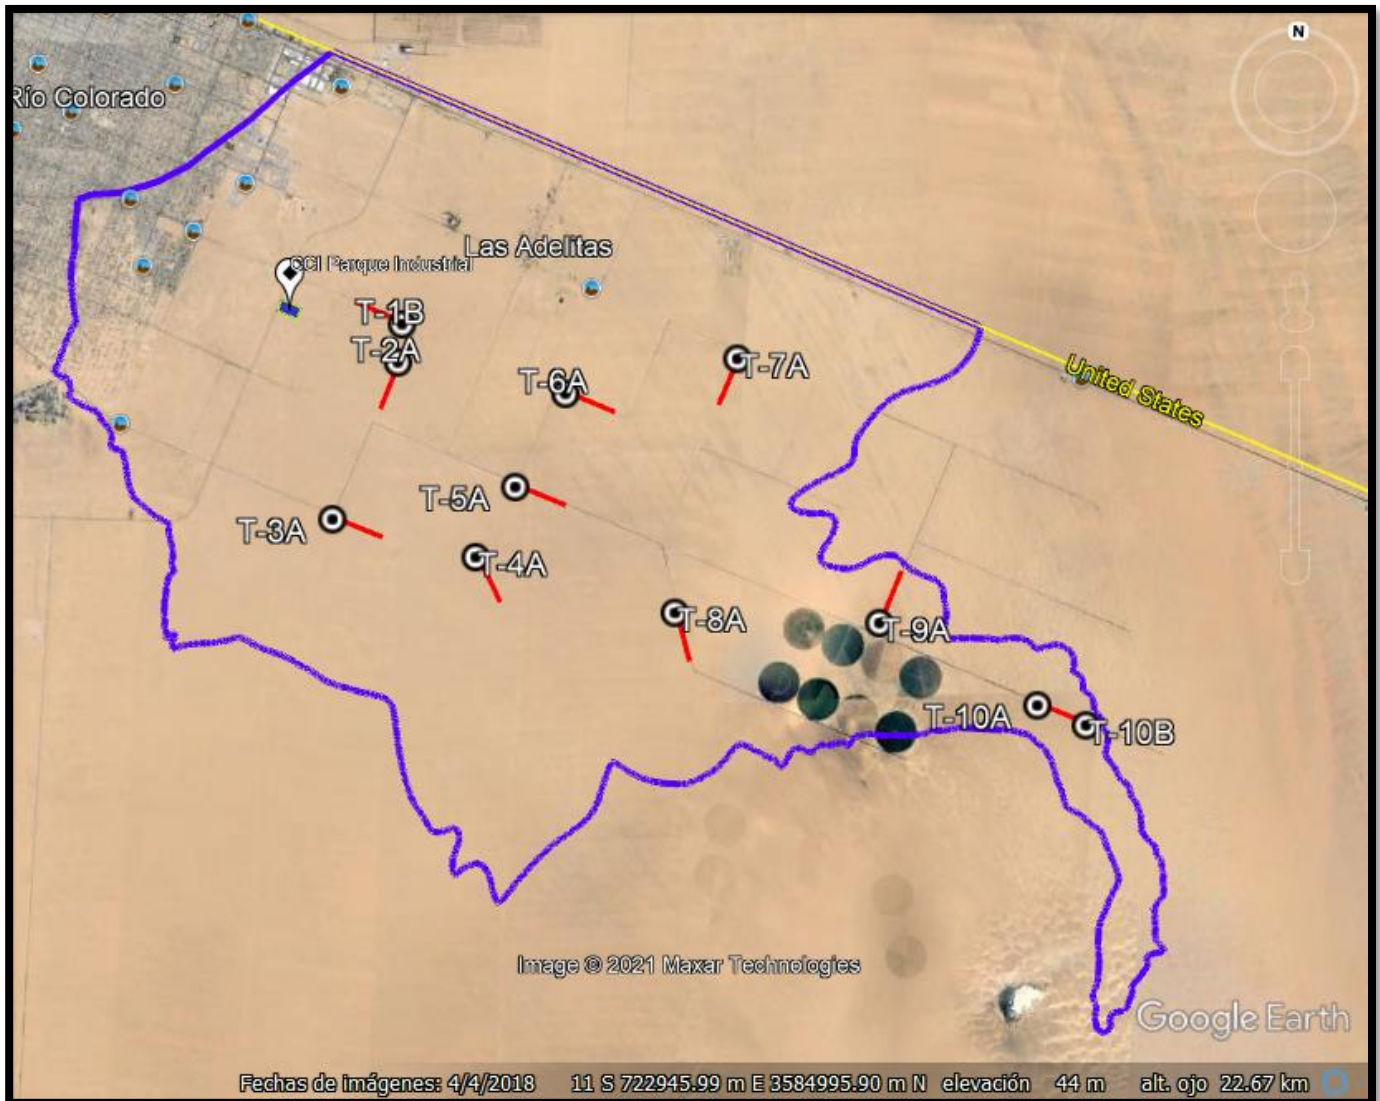 N
Río Colorado
Las Adelitas
CCI Parque Industrial
T-1B
T-2A
T-6A
T-7A
United States
T-5A
T-3A
T-4A
T-8A
T-9A
T-10A
T-10B
Image © 2021 Maxar Technologies
Google Earth
Fechas de imágenes: 4/4/2018 11 S 722945.99 m E 3584995.90 m N elevación 44 m alt. ojo 22.67 km